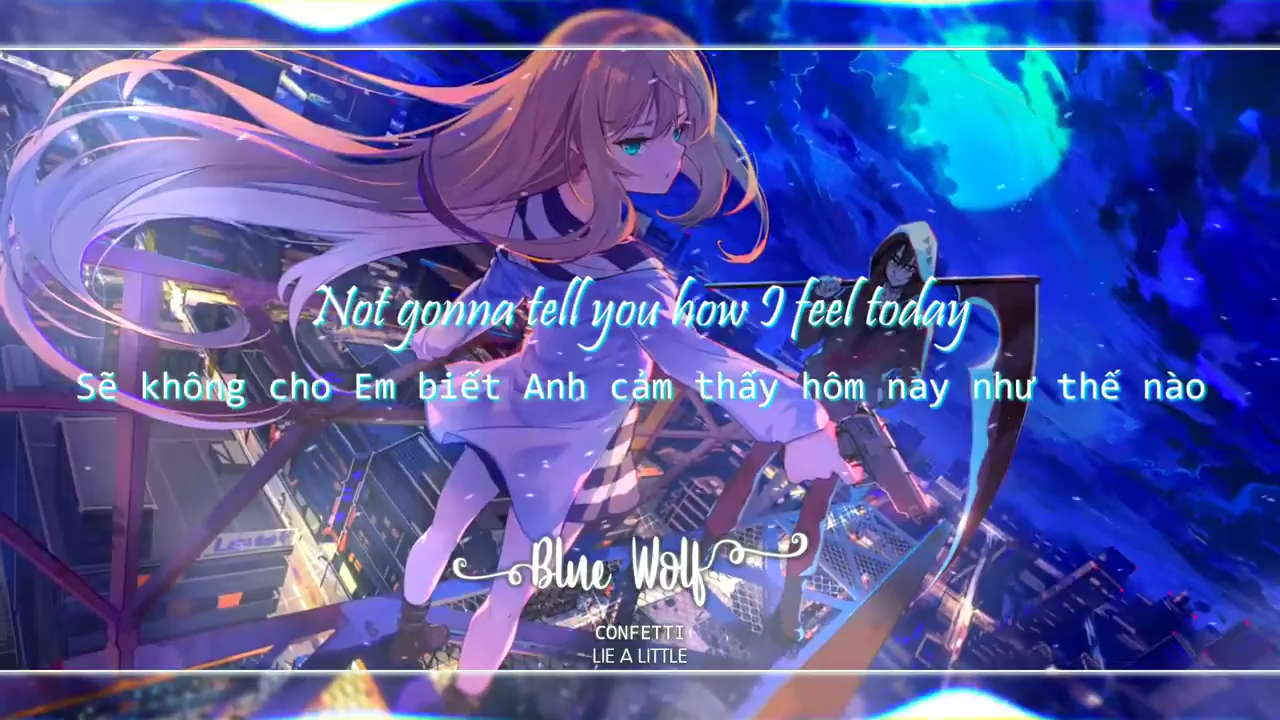 Not gonna tell you how I feel today
Sẽ không cho Em biết Anh cảm thấy hôm nay như thế nào
Blue Wolf
CONFETTI
LIE A LITTLE